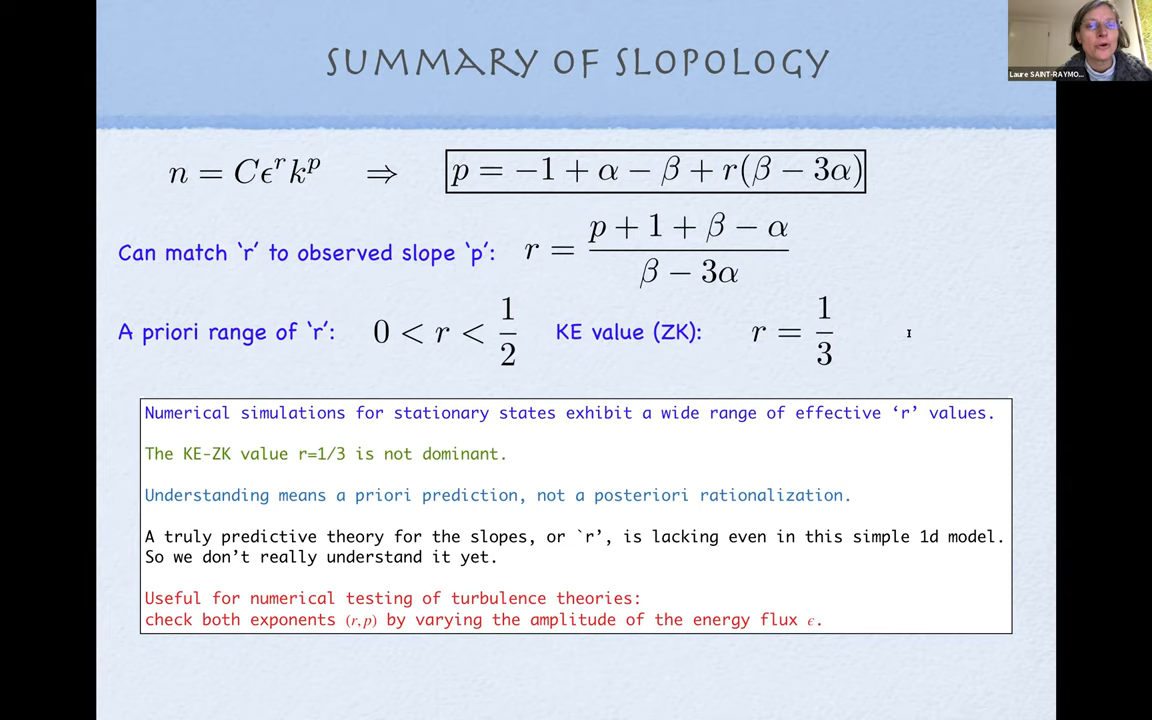 SUMMARY OF SLOPOLOGY
Laure SAINT-RAYMO...
n = Cϵ^r k^p ⇒ p = −1 + α − β + r(β − 3α)
Can match ‘r’ to observed slope ‘p’: r = (p + 1 + β − α) / (β − 3α)
A priori range of ‘r’: 0 < r < 1/2 KE value (ZK): r = 1/3
Numerical simulations for stationary states exhibit a wide range of effective ‘r’ values.
The KE-ZK value r=1/3 is not dominant.
Understanding means a priori prediction, not a posteriori rationalization.
A truly predictive theory for the slopes, or `r’, is lacking even in this simple 1d model.
So we don’t really understand it yet.
Useful for numerical testing of turbulence theories:
check both exponents (r, p) by varying the amplitude of the energy flux ϵ.